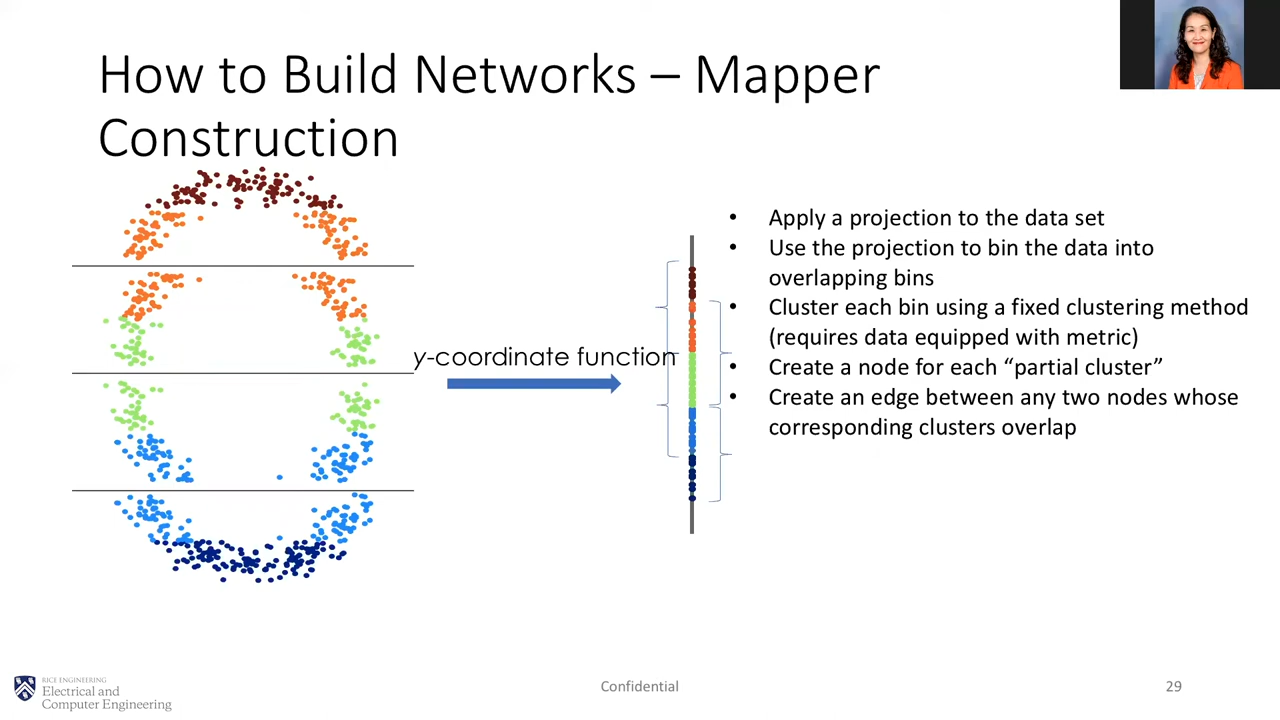 How to Build Networks – Mapper
Construction
• Apply a projection to the data set
• Use the projection to bin the data into
overlapping bins
• Cluster each bin using a fixed clustering method
(requires data equipped with metric)
• Create a node for each “partial cluster”
• Create an edge between any two nodes whose
corresponding clusters overlap
y-coordinate function
RICE ENGINEERING
Electrical and
Computer Engineering
Confidential
29